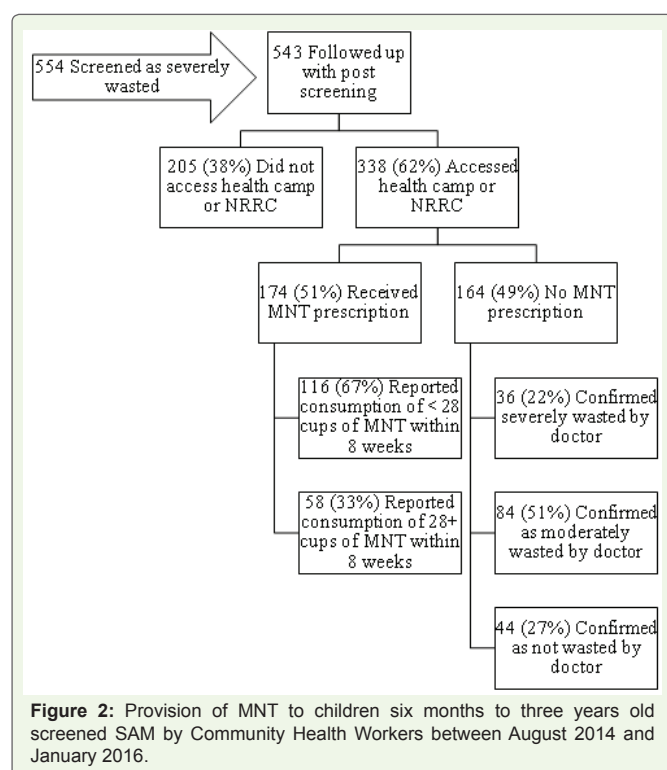 554 Screened as severely
wasted
543 Followed up
with post
screening
205 (38%) Did not
access health camp
or NRRC
338 (62%) Accessed
health camp or
NRRC
174 (51%) Received
MNT prescription
164 (49%) No MNT
prescription
116 (67%) Reported
consumption of < 28
cups of MNT within
8 weeks
36 (22%) Confirmed
severely wasted by
doctor
58 (33%) Reported
consumption of 28+
cups of MNT within
8 weeks
84 (51%) Confirmed
as moderately
wasted by doctor
44 (27%) Confirmed
as not wasted by
doctor
Figure 2: Provision of MNT to children six months to three years old
screened SAM by Community Health Workers between August 2014 and
January 2016.